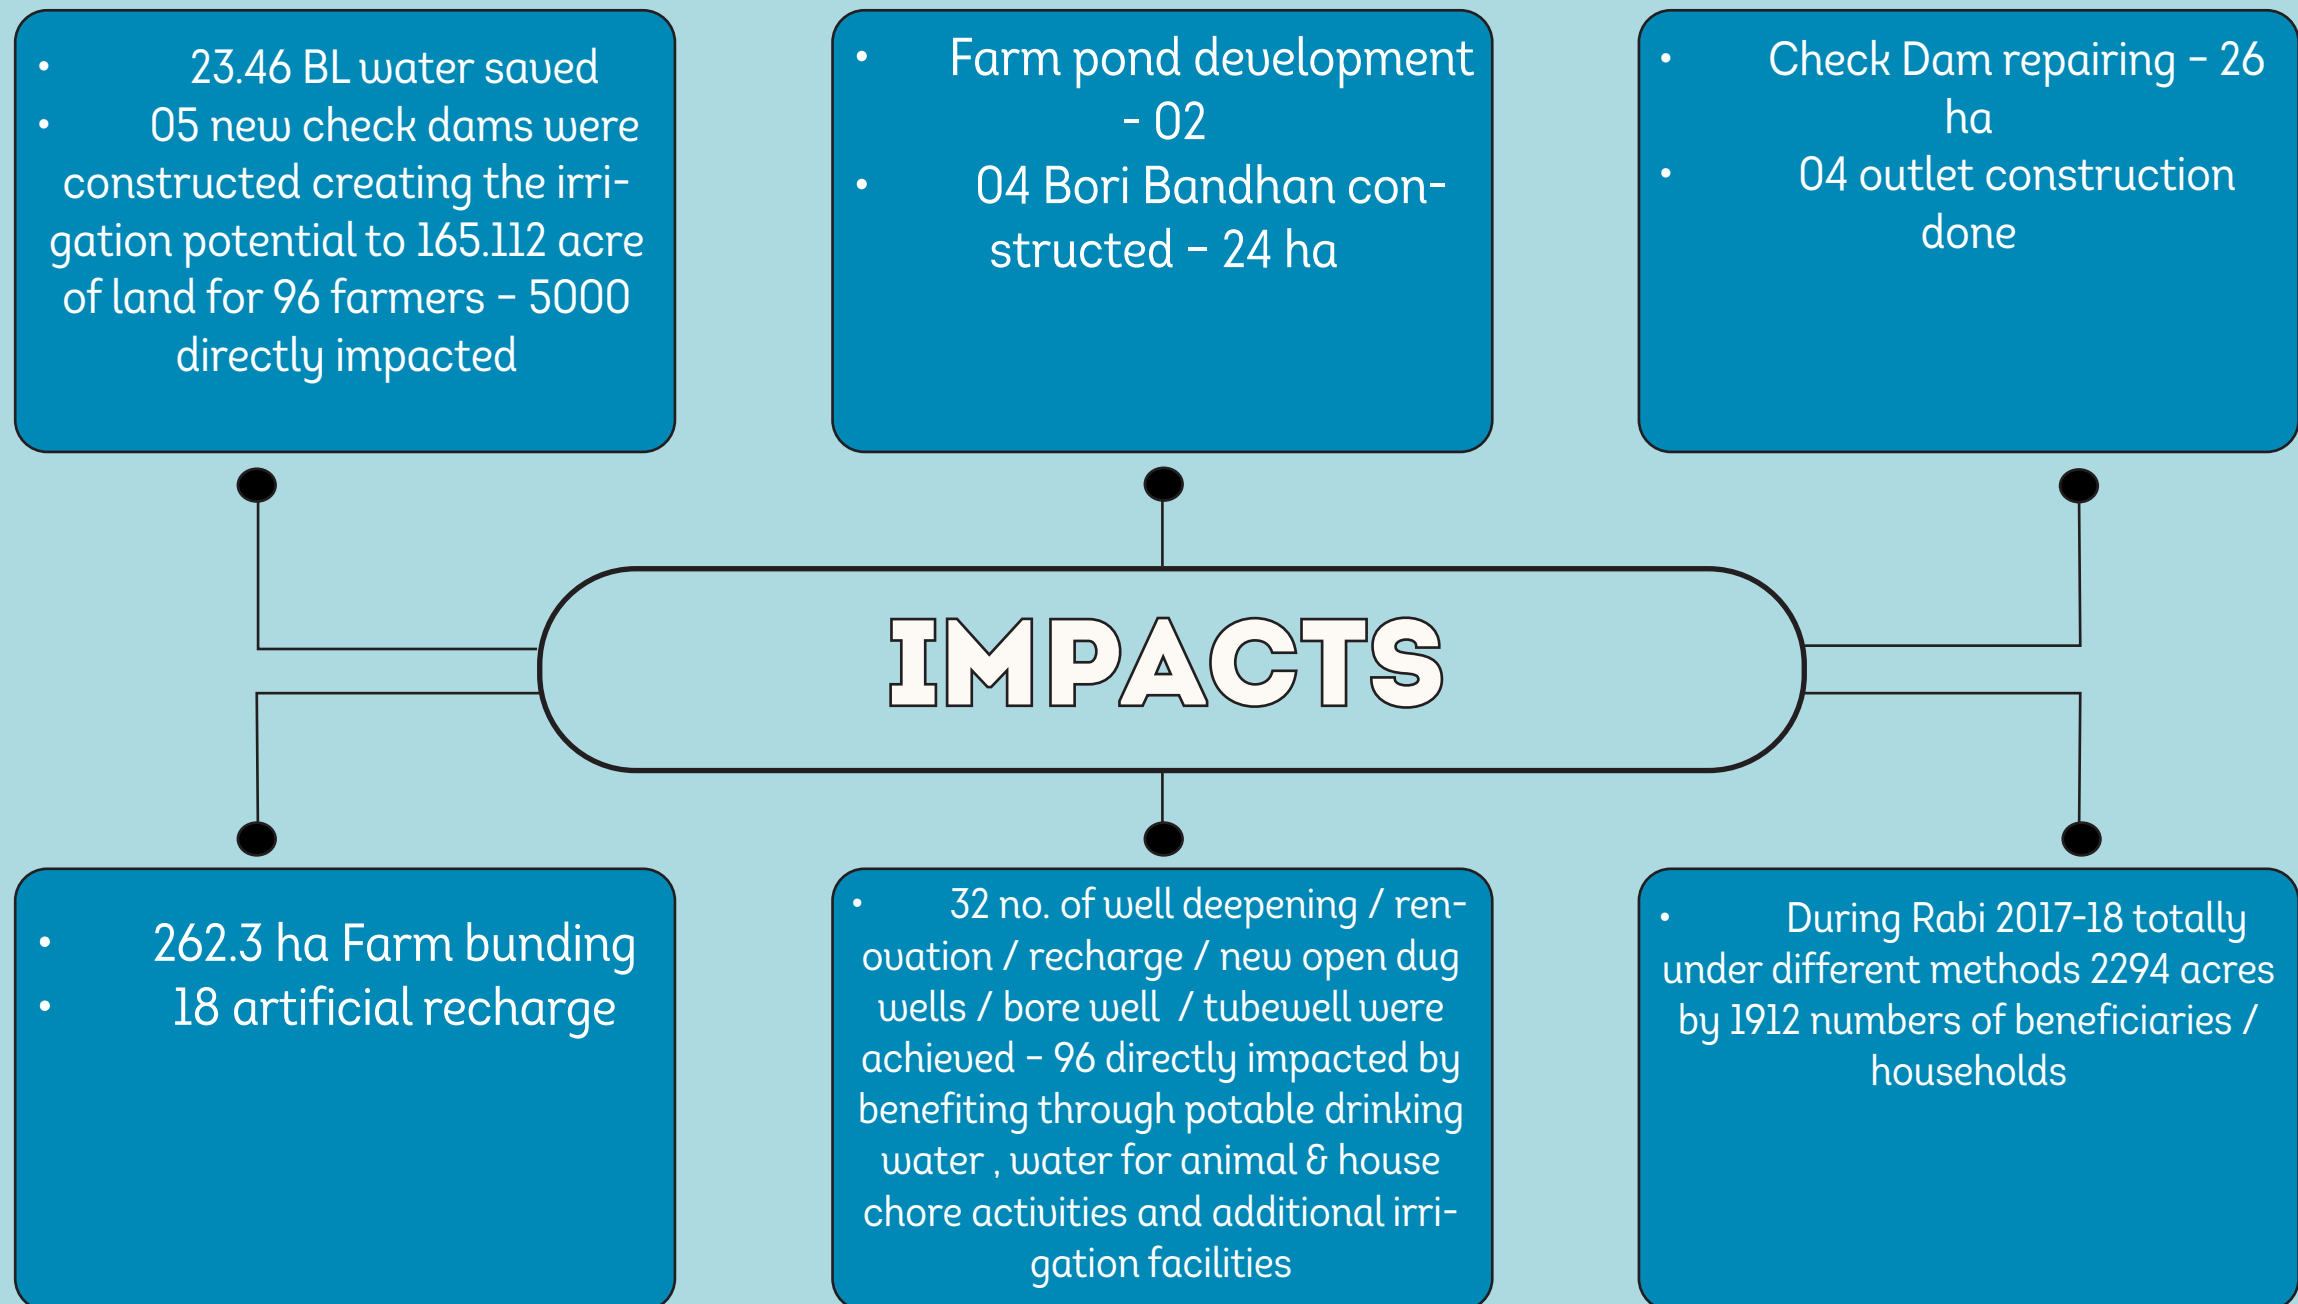 • 23.46 BL water saved
• 05 new check dams were
constructed creating the irri-
gation potential to 165.112 acre
of land for 96 farmers – 5000
directly impacted
• Farm pond development
– 02
• 04 Bori Bandhan con-
structed – 24 ha
• Check Dam repairing – 26
ha
• 04 outlet construction
done
IMPACTS
• 262.3 ha Farm bunding
• 18 artificial recharge
• 32 no. of well deepening / ren-
ovation / recharge / new open dug
wells / bore well / tubewell were
achieved – 96 directly impacted by
benefiting through potable drinking
water , water for animal & house
chore activities and additional irri-
gation facilities
• During Rabi 2017-18 totally
under different methods 2294 acres
by 1912 numbers of beneficiaries /
households